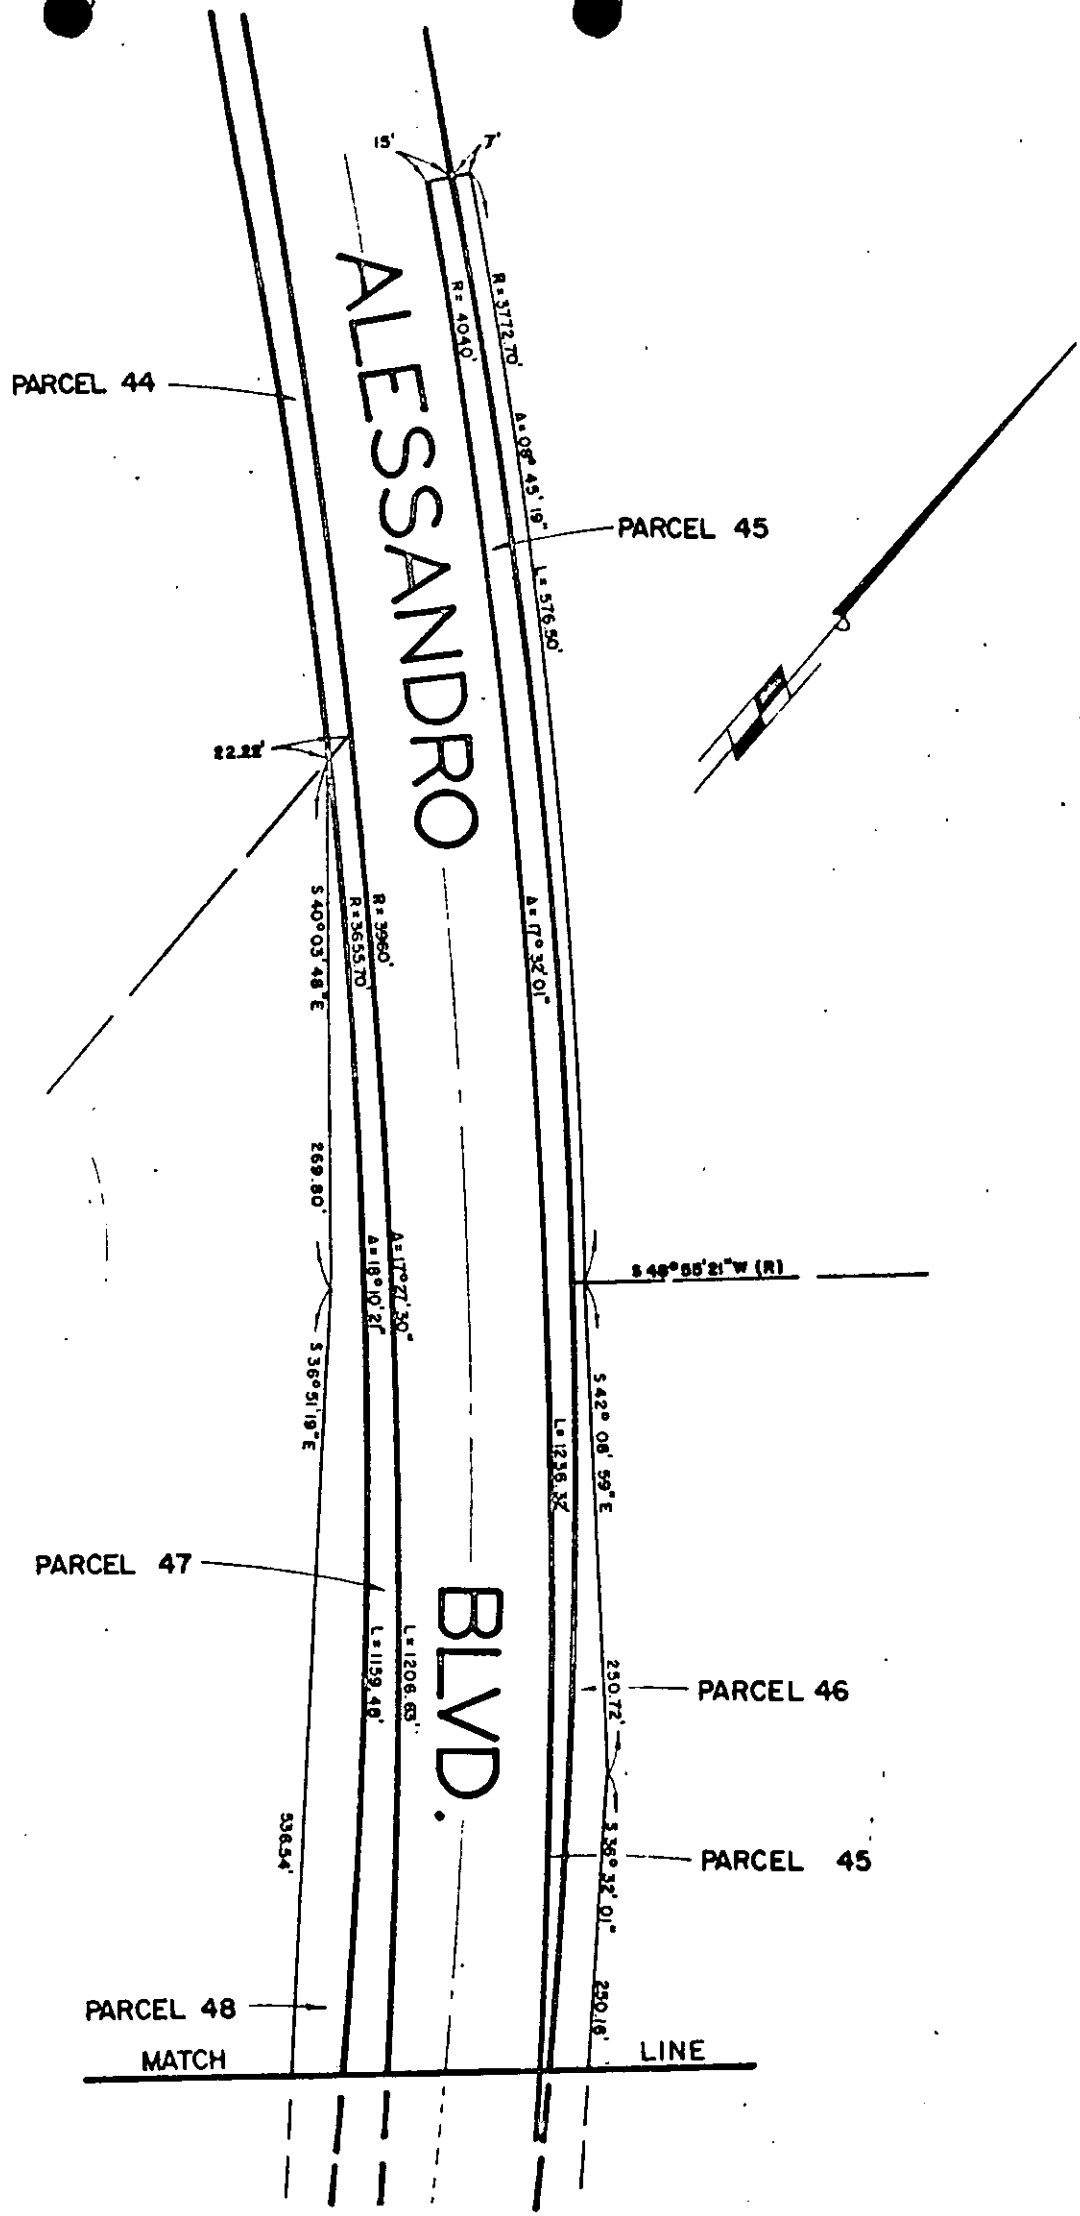 15'
7'
ALESSANDRO
R= 4040'
R= 3772.70'
PARCEL 44
Δ= 08° 45' 19"
PARCEL 45
L= 576.50'
22.22'
S 40° 03' 48" E
R= 3655.70'
R= 3960'
Δ= 17° 32' 01"
269.80'
Δ= 18° 10' 21"
Δ= 17° 27' 30"
S 48° 55' 21" W (R)
S 36° 51' 19" E
S 42° 08' 59" E
L= 1236.32'
PARCEL 47
BLVD.
L= 1159.48'
L= 1206.63'
250.72'
PARCEL 46
536.54'
S 36° 32' 01"
PARCEL 45
250.16'
PARCEL 48
MATCH LINE